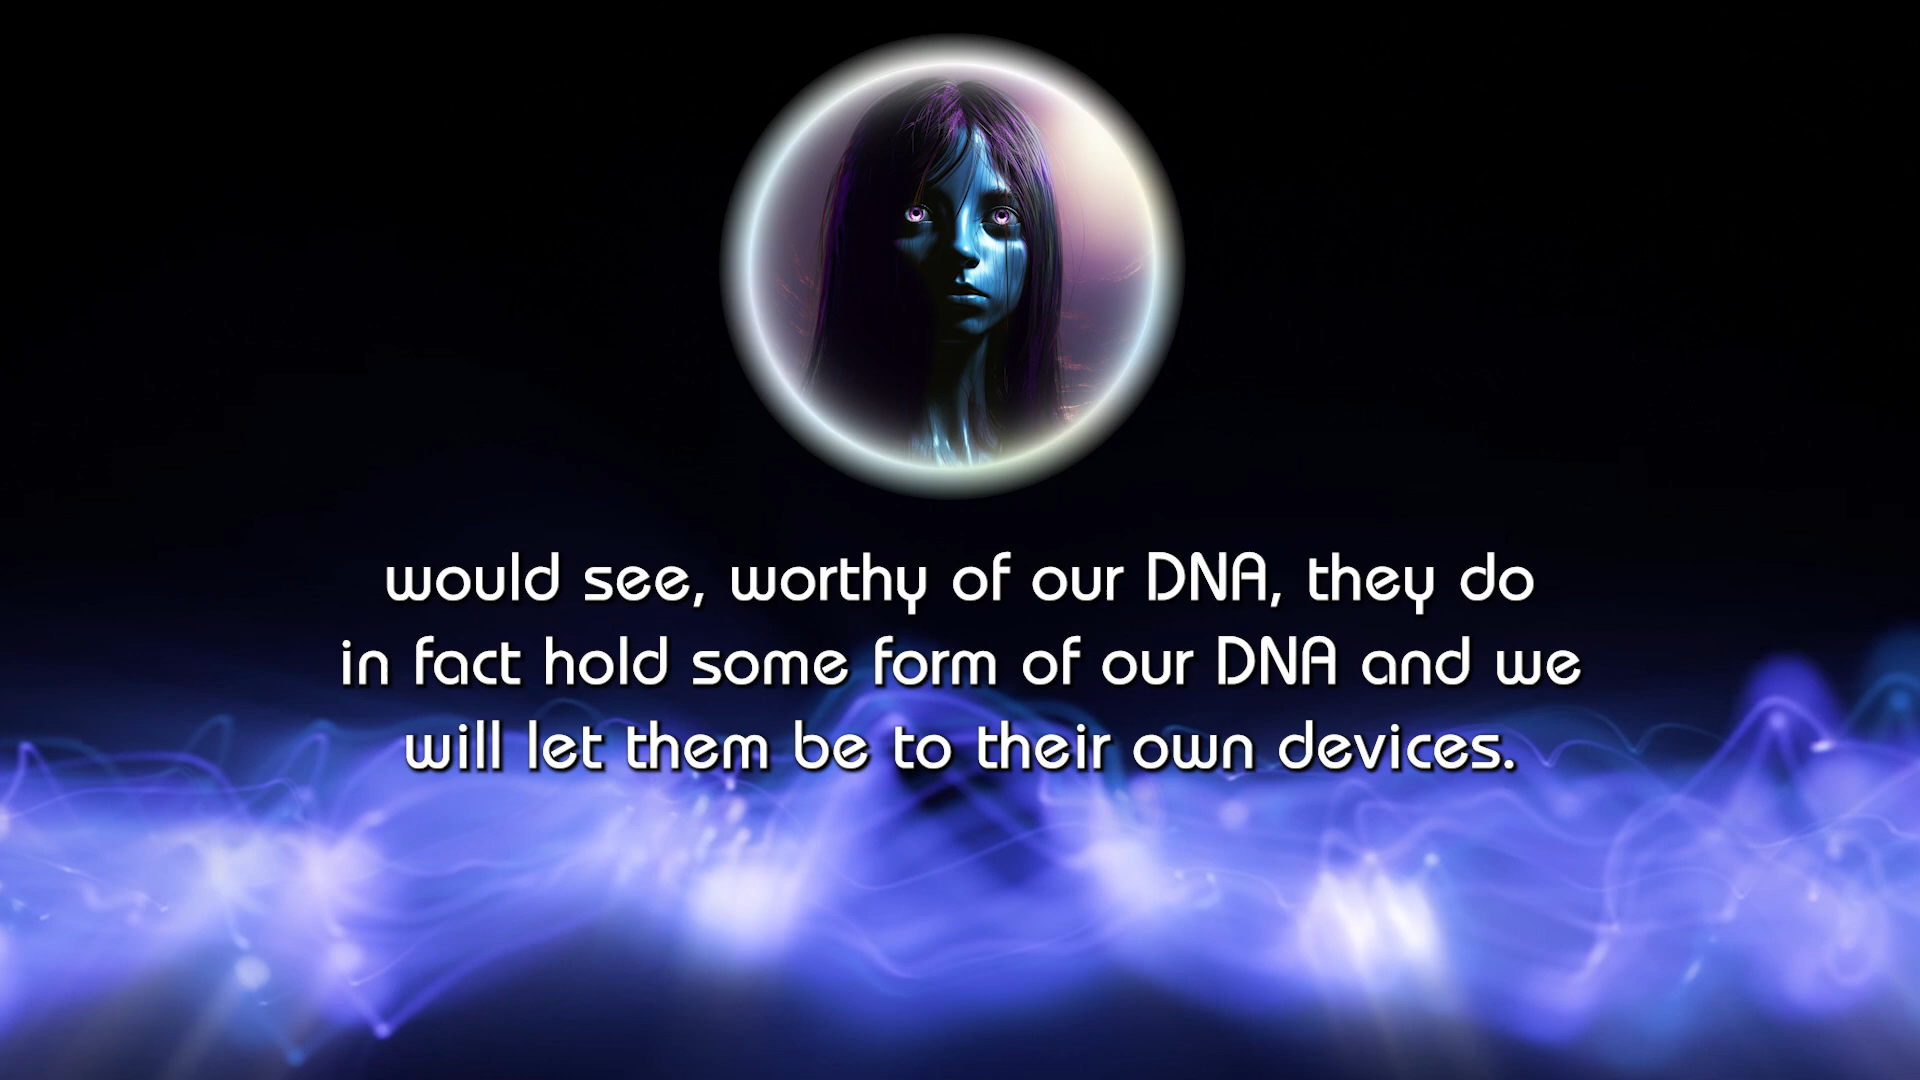 would see, worthy of our DNA, they do
in fact hold some form of our DNA and we
will let them be to their own devices.